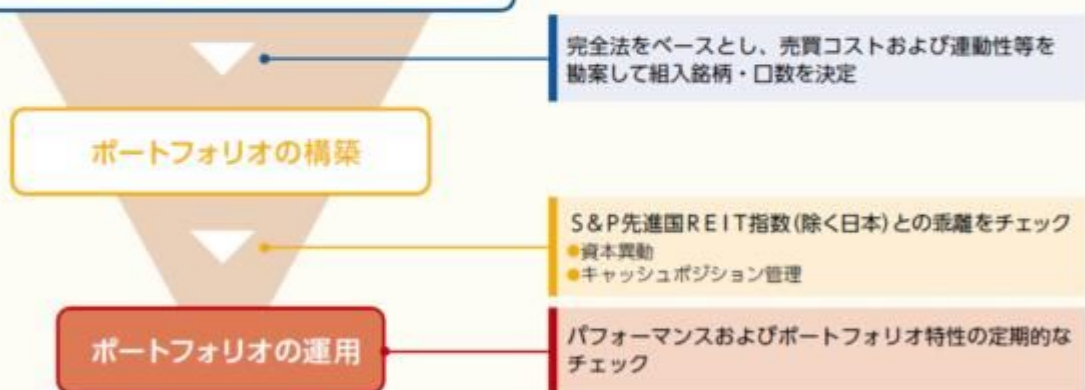 完全法をベースとし、売買コストおよび連動性等を
勘案して組入銘柄・口数を決定
ポートフォリオの構築
S&P先進国REIT指数(除く日本)との乖離をチェック
●資本異動
●キャッシュポジション管理
ポートフォリオの運用
パフォーマンスおよびポートフォリオ特性の定期的な
チェック